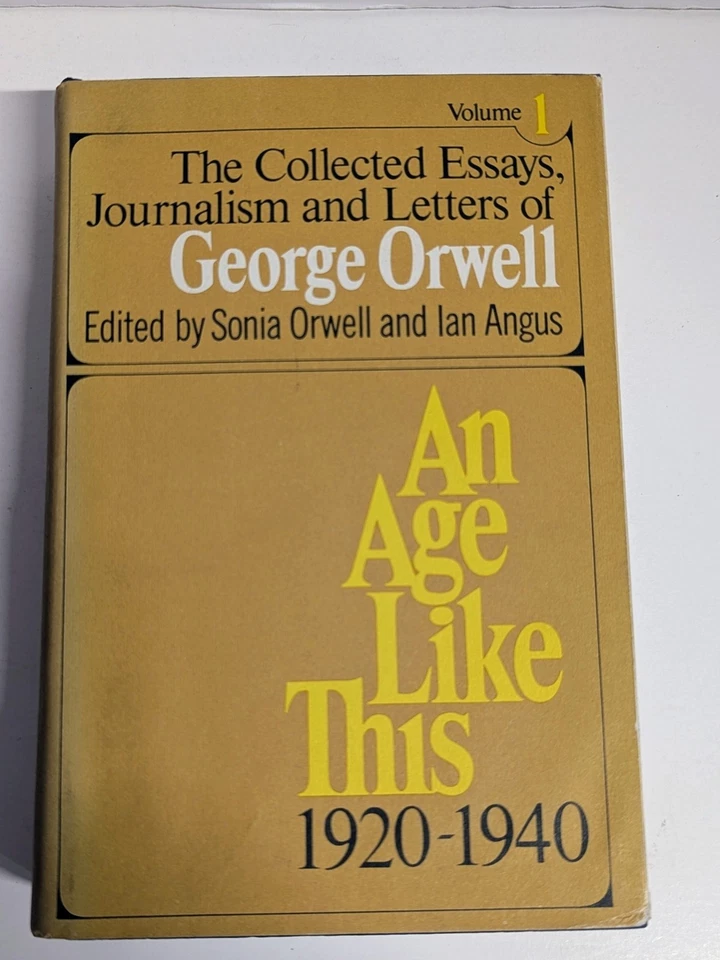 Volume 1
The Collected Essays,
Journalism and Letters of
George Orwell
Edited by Sonia Orwell and Ian Angus
An
Age
Like
This
1920-1940